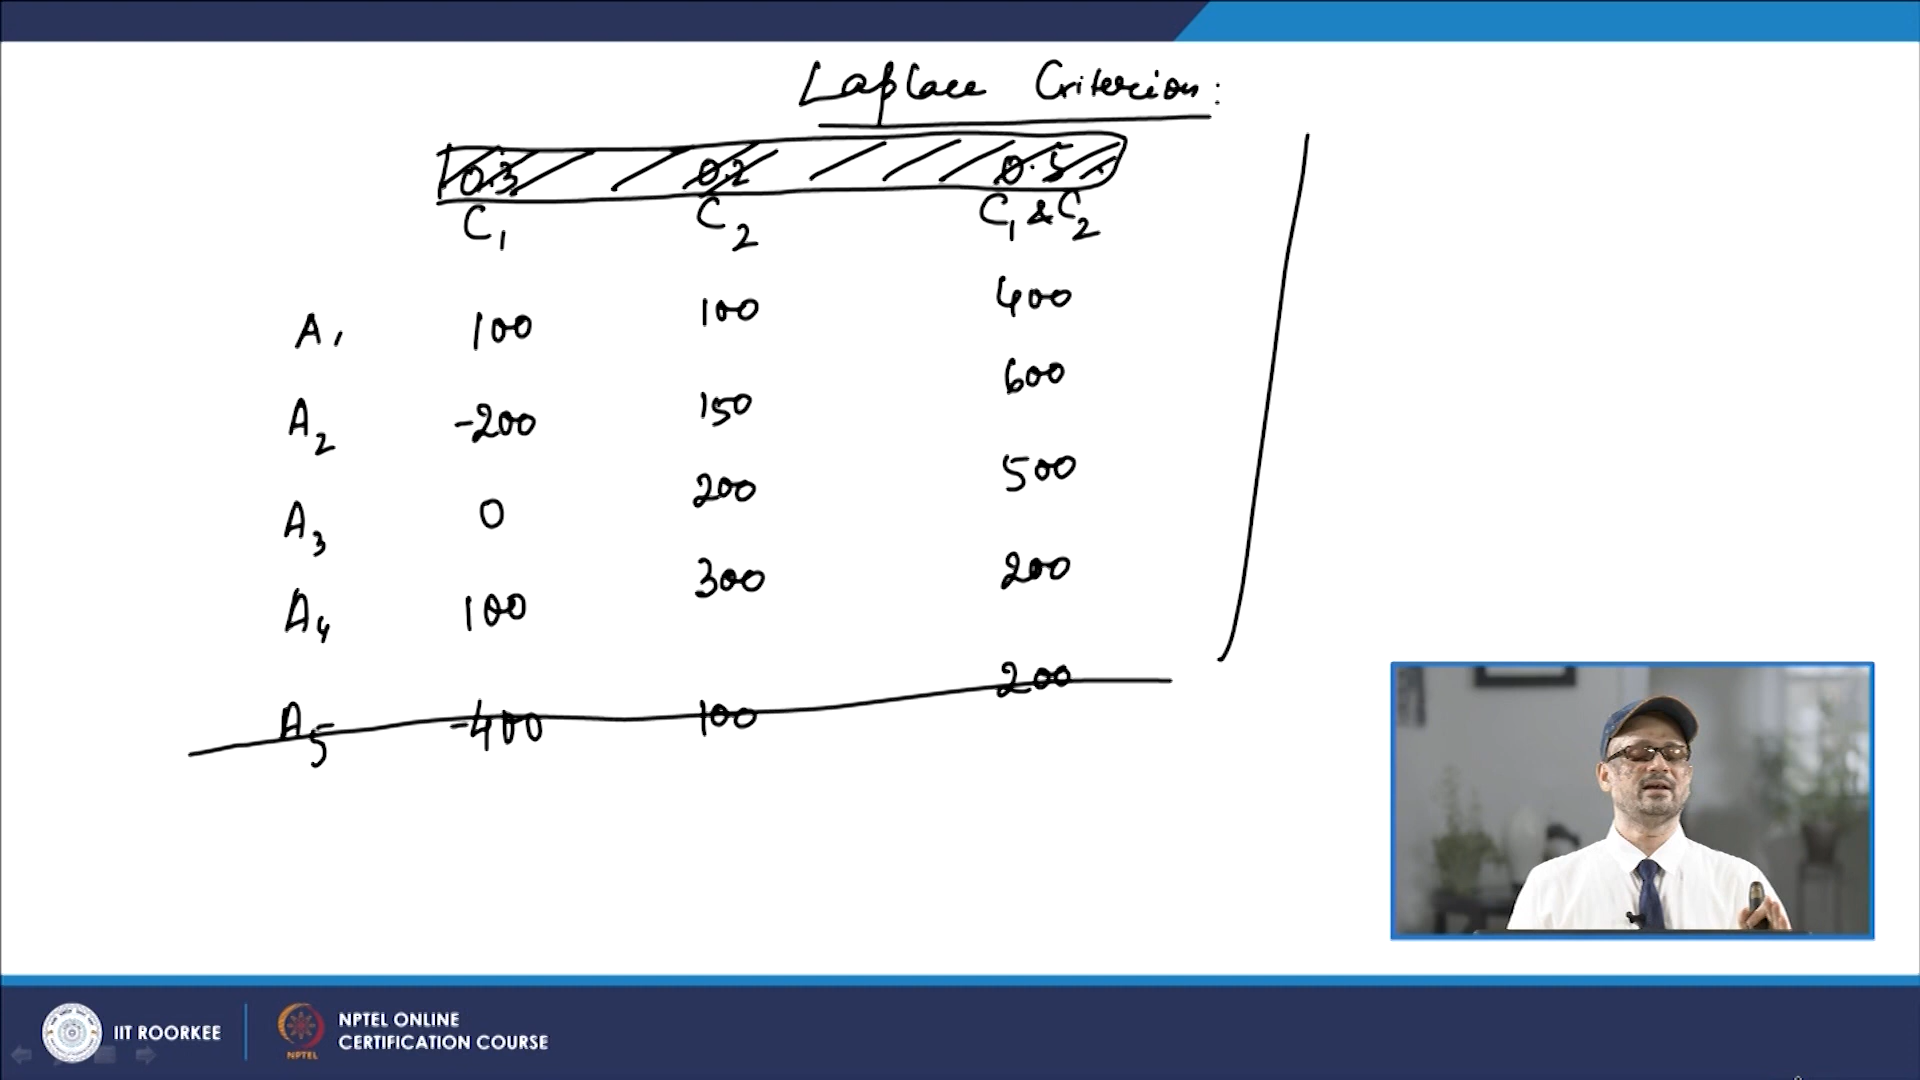 Laplace Criterion:
0.3 0.2 0.5
C1 C2 C1 & C2
A1 100 100 400
A2 -200 150 600
A3 0 200 500
A4 100 300 200
A5 -400 100 200
IIT ROORKEE
NPTEL
NPTEL ONLINE
CERTIFICATION COURSE